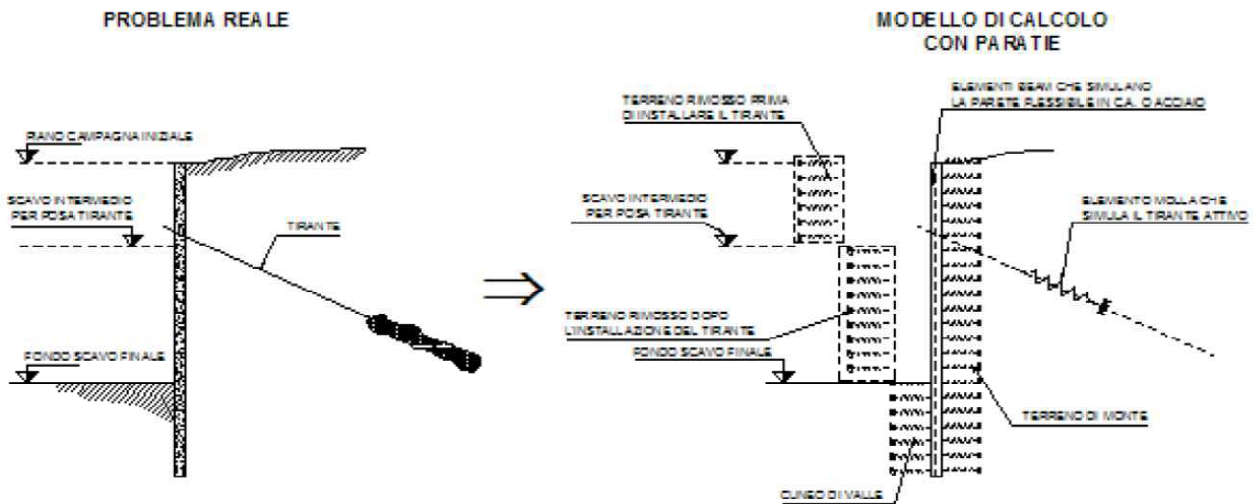 PROBLEMA REALE
PIANO CAMPAGNA INIZIALE
SCAVO INTERMEDIO
PER POSA TIRANTE
TIRANTE
FONDO SCAVO FINALE
MODELLO DI CALCOLO
CON PARATIE
TERRENO RIMOSSO PRIMA
DI INSTALLARE IL TIRANTE
ELEMENTI BEAM CHE SIMULANO
LA PARETE FLESSIBILE IN C.A. O ACCIAIO
SCAVO INTERMEDIO
PER POSA TIRANTE
ELEMENTO MOLLA CHE
SIMULA IL TIRANTE ATTIVO
TERRENO RIMOSSO DOPO
L'INSTALLAZIONE DEL TIRANTE
FONDO SCAVO FINALE
TERRENO DI MONTE
CUNEO DI VALLE